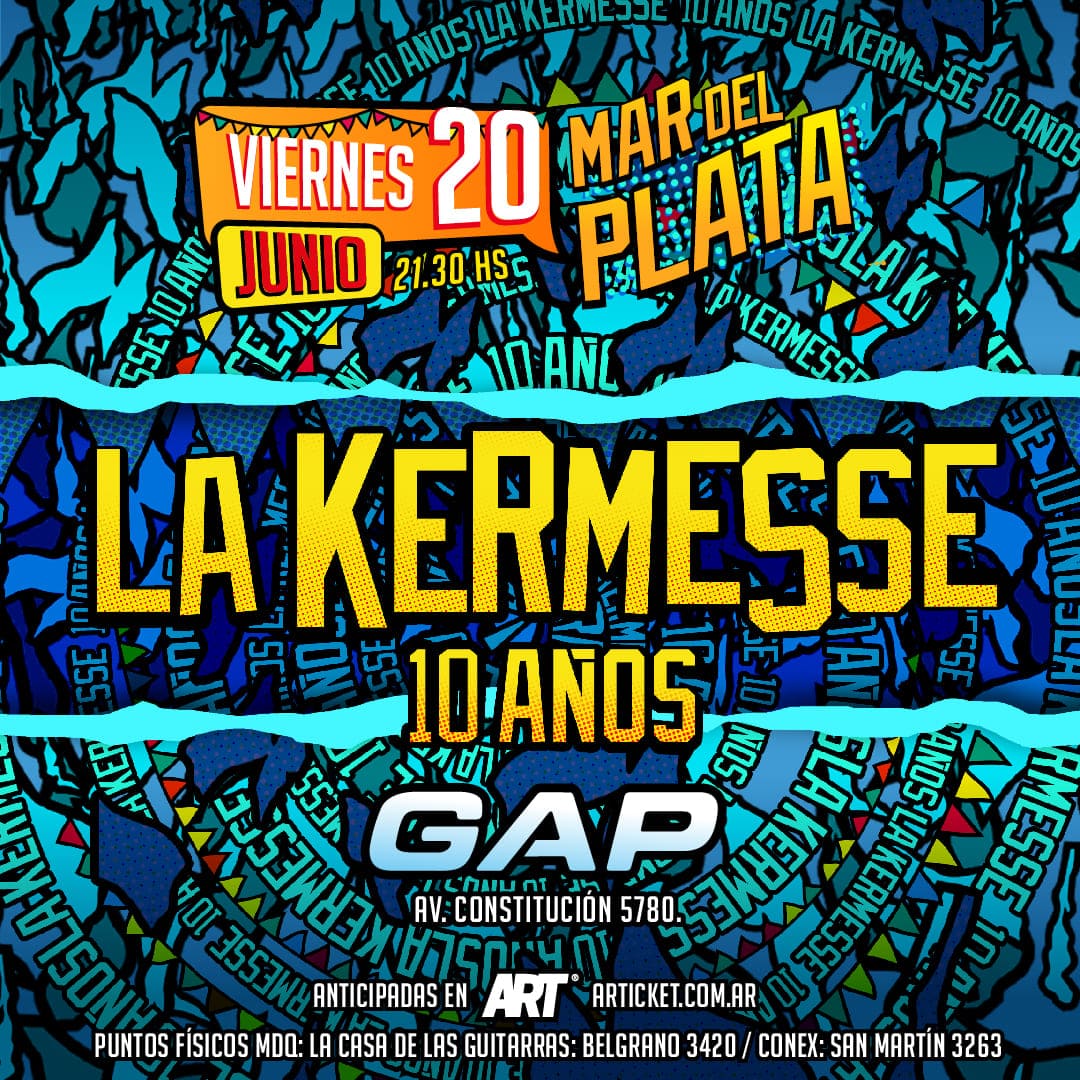 VIERNES 20
JUNIO 21.30 HS
MAR DEL
PLATA
LA KERMESSE
10 AÑOS
GAP
AV. CONSTITUCIÓN 5780.
ANTICIPADAS EN ART® ARTICKET.COM.AR
PUNTOS FÍSICOS MDQ: LA CASA DE LAS GUITARRAS: BELGRANO 3420 / CONEX: SAN MARTÍN 3263